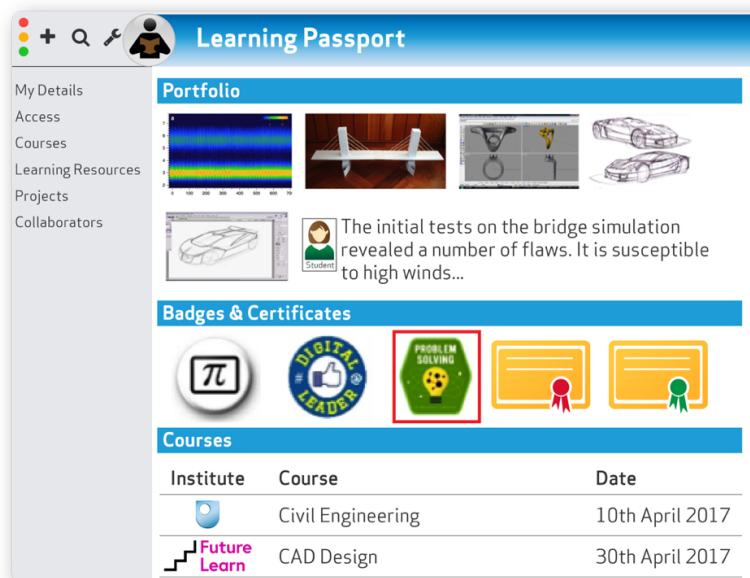 Learning Passport
My Details
Access
Courses
Learning Resources
Projects
Collaborators
Portfolio
Student
The initial tests on the bridge simulation
revealed a number of flaws. It is susceptible
to high winds...
Badges & Certificates
π
DIGITAL
LEADER
PROBLEM
SOLVING
Courses
Institute Course Date
Civil Engineering 10th April 2017
Future
Learn
CAD Design 30th April 2017